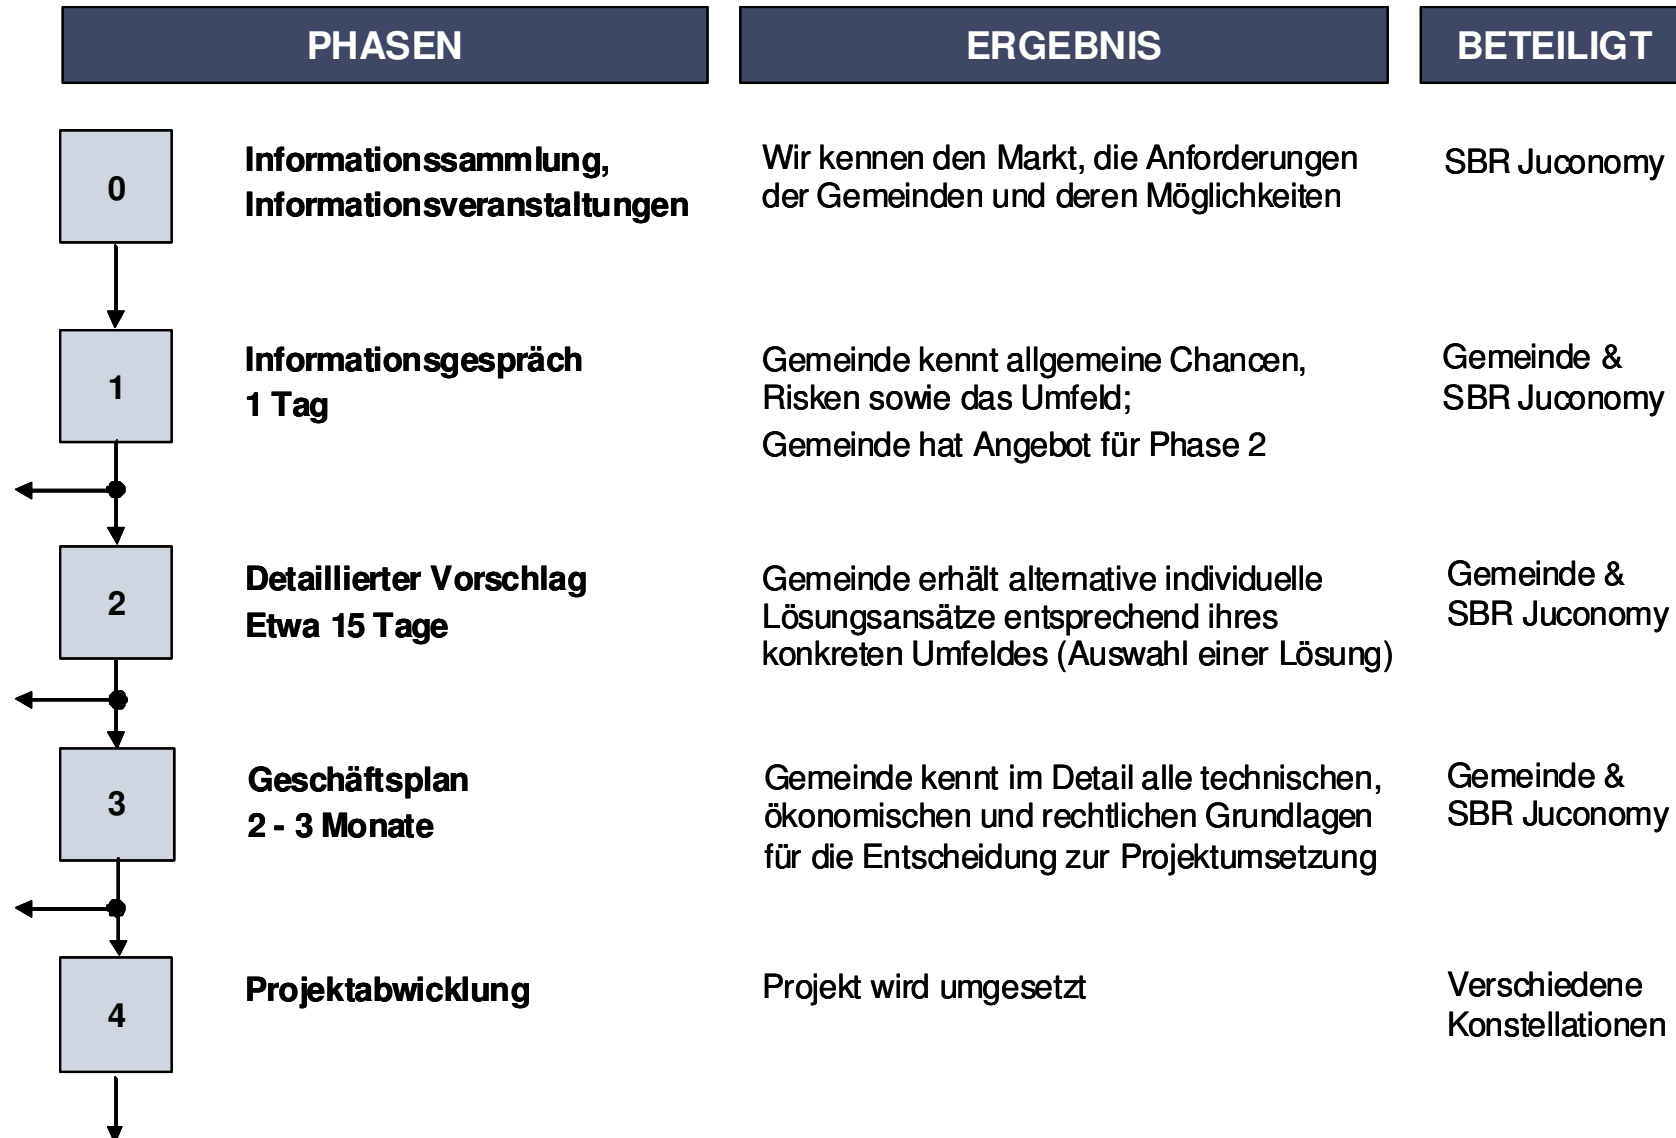 PHASEN
ERGEBNIS
BETEILIGT
0
Informationssammlung,
Informationsveranstaltungen
Wir kennen den Markt, die Anforderungen
der Gemeinden und deren Möglichkeiten
SBR Juconomy
1
Informationsgespräch
1 Tag
Gemeinde kennt allgemeine Chancen,
Risken sowie das Umfeld;
Gemeinde hat Angebot für Phase 2
Gemeinde &
SBR Juconomy
2
Detaillierter Vorschlag
Etwa 15 Tage
Gemeinde erhält alternative individuelle
Lösungsansätze entsprechend ihres
konkreten Umfeldes (Auswahl einer Lösung)
Gemeinde &
SBR Juconomy
3
Geschäftsplan
2 - 3 Monate
Gemeinde kennt im Detail alle technischen,
ökonomischen und rechtlichen Grundlagen
für die Entscheidung zur Projektumsetzung
Gemeinde &
SBR Juconomy
4
Projektabwicklung
Projekt wird umgesetzt
Verschiedene
Konstellationen